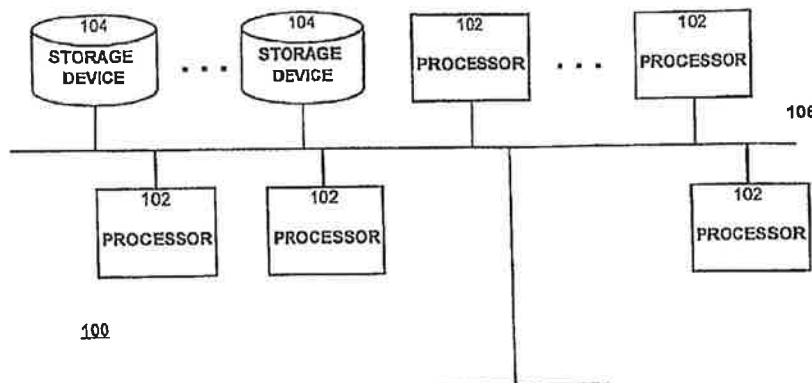 104
STORAGE
DEVICE
. . .
104
STORAGE
DEVICE
102
PROCESSOR
. . .
102
PROCESSOR
106
102
PROCESSOR
102
PROCESSOR
102
PROCESSOR
100